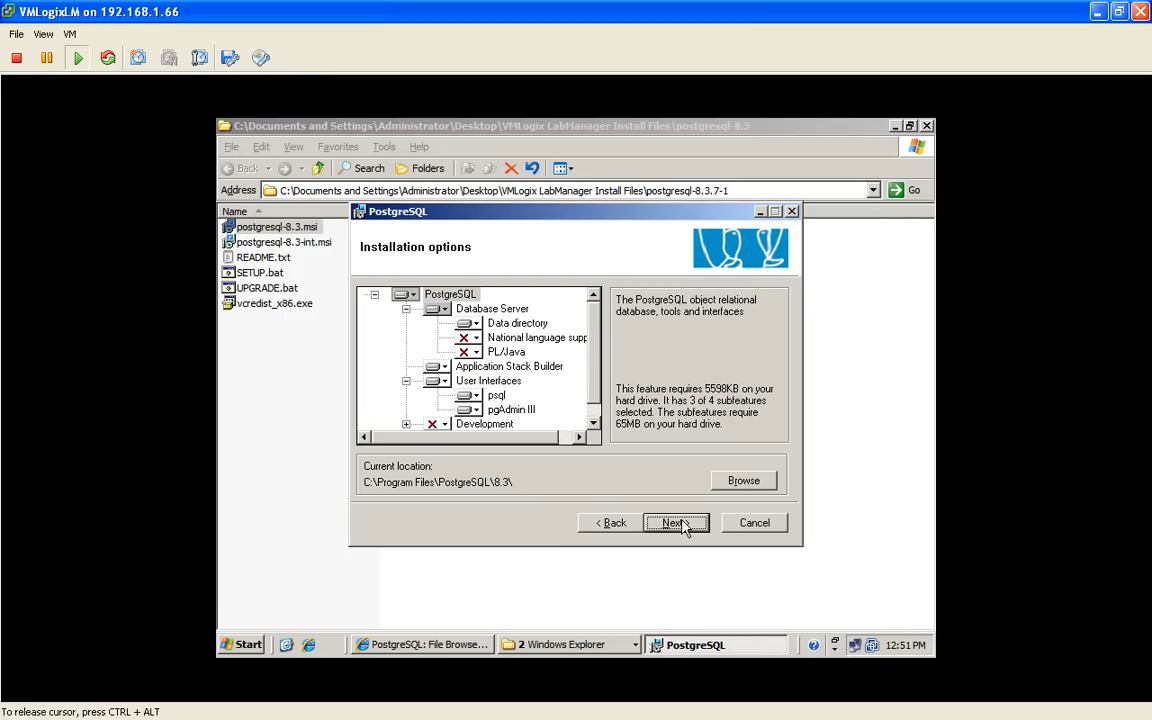 VMLogixLM on 192.168.1.66
File View VM
C:\Documents and Settings\Administrator\Desktop\VMLogix LabManager Install Files\postgresql-8.3
File Edit View Favorites Tools Help
Back Search Folders
Address C:\Documents and Settings\Administrator\Desktop\VMLogix LabManager Install Files\postgresql-8.3.7-1 Go
Name
postgresql-8.3.msi
postgresql-8.3-int.msi
README.txt
SETUP.bat
UPGRADE.bat
vcredist_x86.exe
PostgreSQL
Installation options
PostgreSQL
Database Server
Data directory
National language supp
PL/Java
Application Stack Builder
User Interfaces
psql
pgAdmin III
Development
The PostgreSQL object relational
database, tools and interfaces
This feature requires 5598KB on your
hard drive. It has 3 of 4 subfeatures
selected. The subfeatures require
65MB on your hard drive.
Current location:
C:\Program Files\PostgreSQL\8.3\
Browse
< Back Next > Cancel
Start PostgreSQL: File Browse... 2 Windows Explorer PostgreSQL 12:51 PM
To release cursor, press CTRL + ALT